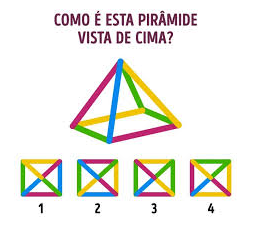 COMO É ESTA PIRÂMIDE
VISTA DE CIMA?
1 2 3 4